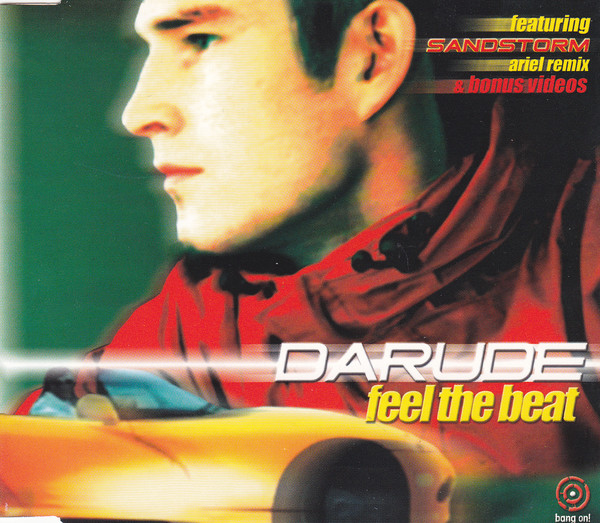 featuring
SANDSTORM
ariel remix
& bonus videos
DARUDE
feel the beat
bang on!